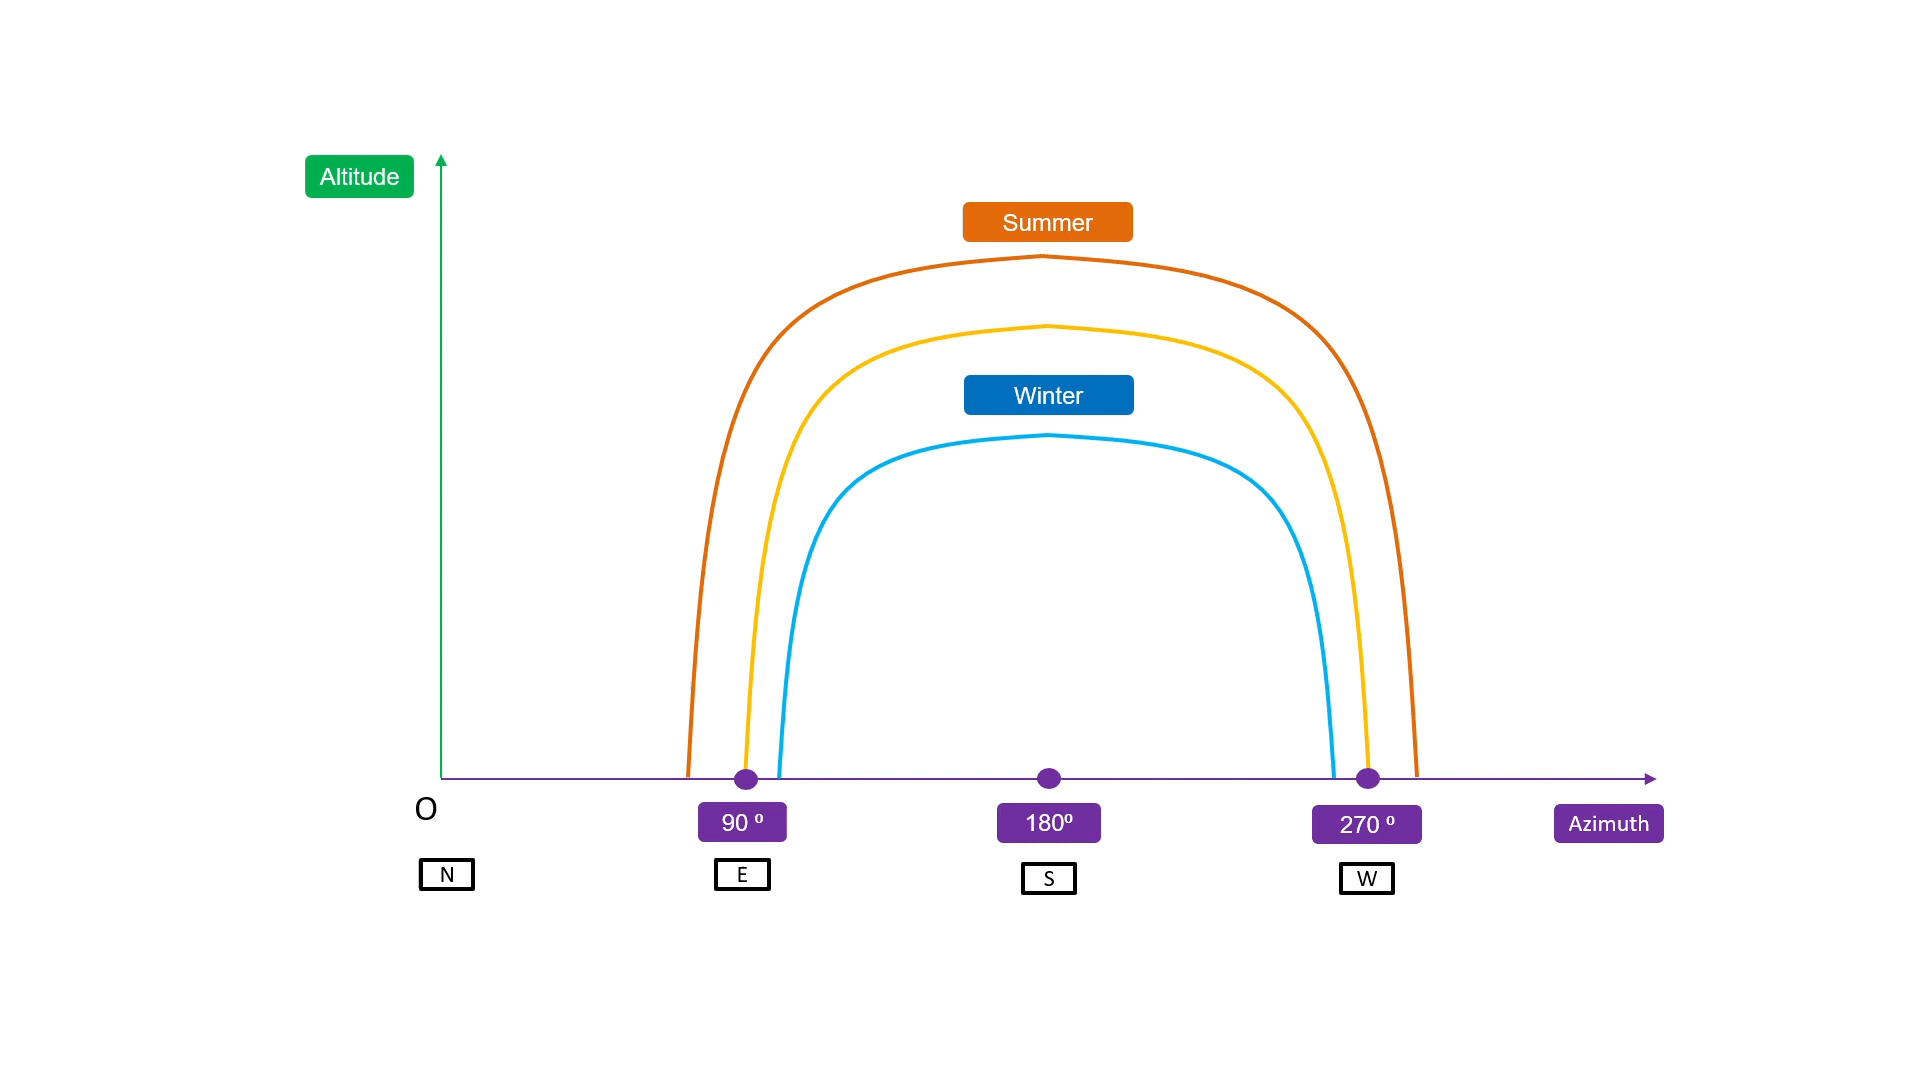 Altitude
Summer
Winter
O
90 º
180º
270 º
Azimuth
N
E
S
W